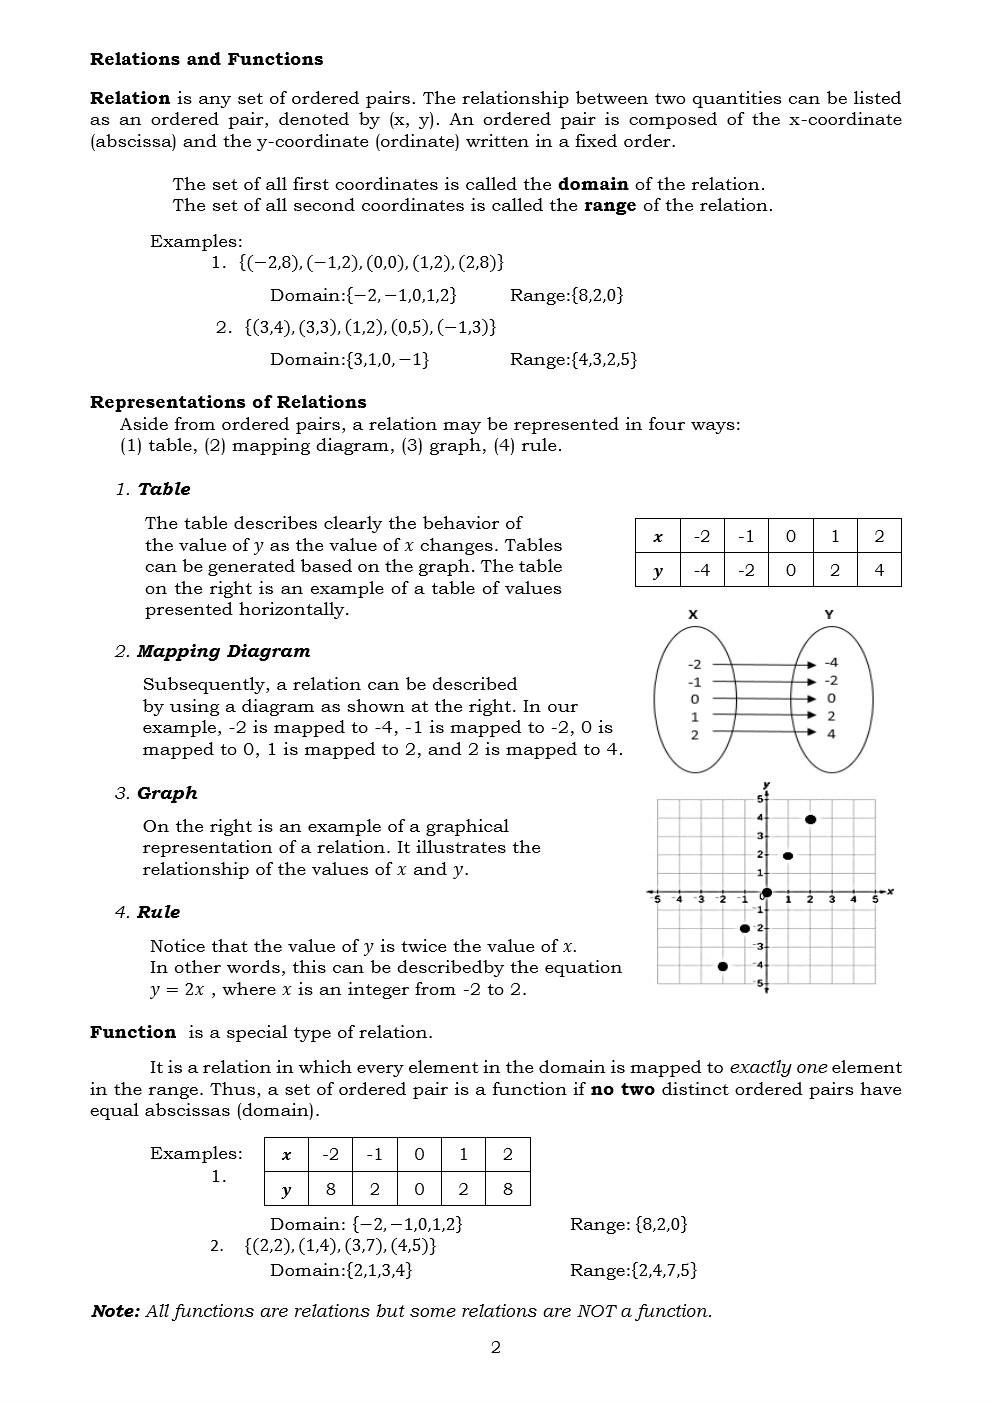 Relations and Functions
Relation is any set of ordered pairs. The relationship between two quantities can be listed
as an ordered pair, denoted by (x, y). An ordered pair is composed of the x-coordinate
(abscissa) and the y-coordinate (ordinate) written in a fixed order.
The set of all first coordinates is called the domain of the relation.
The set of all second coordinates is called the range of the relation.
Examples:
1. {(−2,8), (−1,2), (0,0), (1,2), (2,8)}
Domain:{−2, −1,0,1,2} Range:{8,2,0}
2. {(3,4), (3,3), (1,2), (0,5), (−1,3)}
Domain:{3,1,0, −1} Range:{4,3,2,5}
Representations of Relations
Aside from ordered pairs, a relation may be represented in four ways:
(1) table, (2) mapping diagram, (3) graph, (4) rule.
1. Table
The table describes clearly the behavior of
the value of y as the value of x changes. Tables
can be generated based on the graph. The table
on the right is an example of a table of values
presented horizontally.
x -2 -1 0 1 2
y -4 -2 0 2 4
2. Mapping Diagram
Subsequently, a relation can be described
by using a diagram as shown at the right. In our
example, -2 is mapped to -4, -1 is mapped to -2, 0 is
mapped to 0, 1 is mapped to 2, and 2 is mapped to 4.
X Y
-2 -4
-1 -2
0 0
1 2
2 4
3. Graph
On the right is an example of a graphical
representation of a relation. It illustrates the
relationship of the values of x and y.
y
5
4
3
2
1
-5 -4 -3 -2 -1 0 1 2 3 4 5 x
-1
-2
-3
-4
-5
4. Rule
Notice that the value of y is twice the value of x.
In other words, this can be describedby the equation
y = 2x , where x is an integer from -2 to 2.
Function is a special type of relation.
It is a relation in which every element in the domain is mapped to exactly one element
in the range. Thus, a set of ordered pair is a function if no two distinct ordered pairs have
equal abscissas (domain).
Examples:
1.
x -2 -1 0 1 2
y 8 2 0 2 8
Domain: {−2, −1,0,1,2} Range: {8,2,0}
2. {(2,2), (1,4), (3,7), (4,5)}
Domain:{2,1,3,4} Range:{2,4,7,5}
Note: All functions are relations but some relations are NOT a function.
2